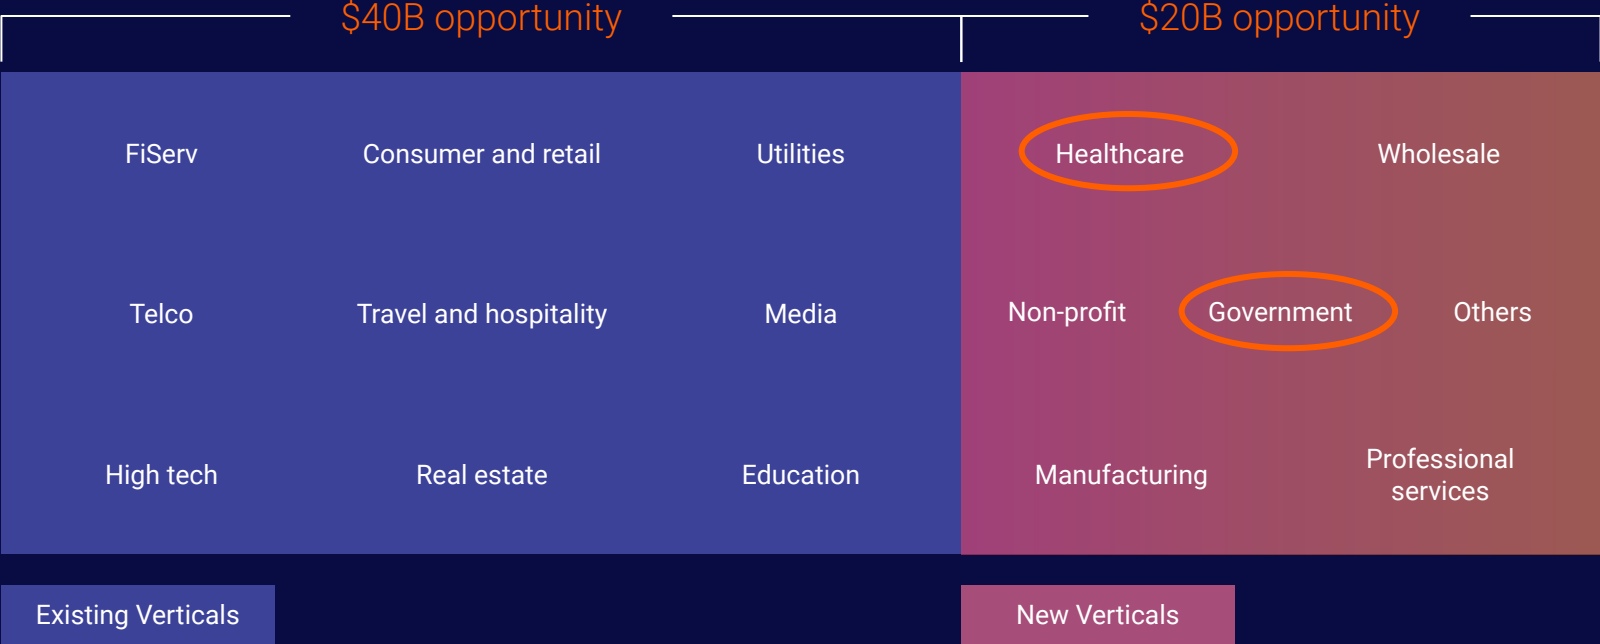 $40B opportunity
$20B opportunity
FiServ
Consumer and retail
Utilities
Healthcare
Wholesale
Telco
Travel and hospitality
Media
Non-profit
Government
Others
High tech
Real estate
Education
Manufacturing
Professional
services
Existing Verticals
New Verticals